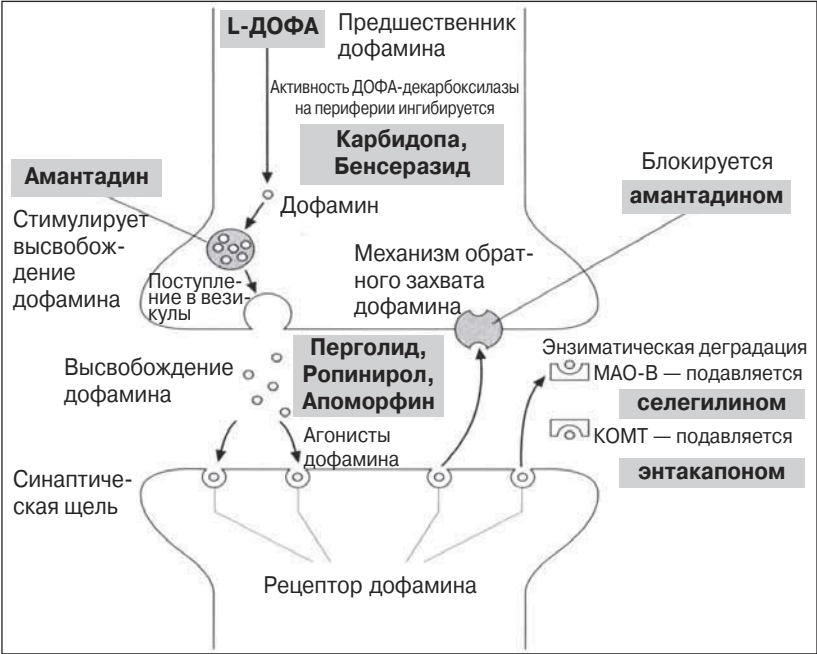 L-ДОФА
Предшественник
дофамина
Активность ДОФА-декарбоксилазы
на периферии ингибируется
Карбидопа,
Бенсеразид
Амантадин
Стимулирует
высвобож-
дение
дофамина
Дофамин
Поступле-
ние в вези-
кулы
Механизм обрат-
ного захвата
дофамина
Блокируется
амантадином
Высвобождение
дофамина
Перголид,
Ропинирол,
Апоморфин
Агонисты
дофамина
Энзиматическая деградация
МАО-В — подавляется
селегилином
КОМТ — подавляется
энтакапоном
Синаптиче-
ская щель
Рецептор дофамина